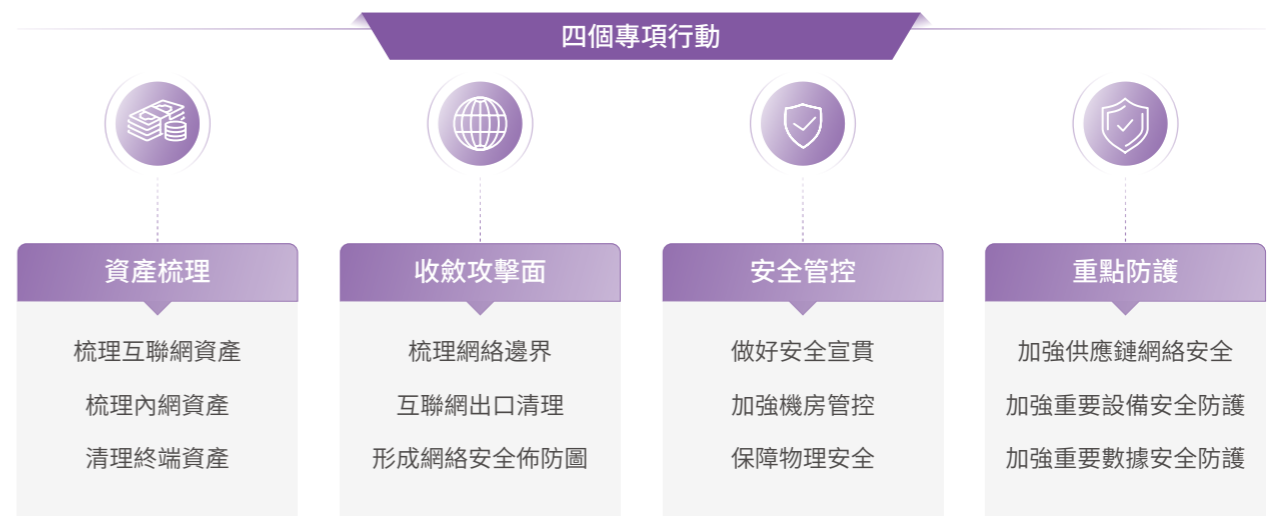 四個專項行動
資產梳理
梳理互聯網資產
梳理內網資產
清理終端資產
收斂攻擊面
梳理網絡邊界
互聯網出口清理
形成網絡安全佈防圖
安全管控
做好安全宣貫
加強機房管控
保障物理安全
重點防護
加強供應鏈網絡安全
加強重要設備安全防護
加強重要數據安全防護